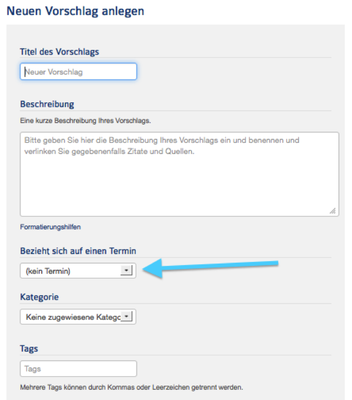 Neuen Vorschlag anlegen
Titel des Vorschlags
Neuer Vorschlag
Beschreibung
Eine kurze Beschreibung Ihres Vorschlags.
Bitte geben Sie hier die Beschreibung Ihres Vorschlags ein und benennen und
verlinken Sie gegebenenfalls Zitate und Quellen.
Formatierungshilfen
Bezieht sich auf einen Termin
(kein Termin)
Kategorie
Keine zugewiesene Katego
Tags
Tags
Mehrere Tags können durch Kommas oder Leerzeichen getrennt werden.